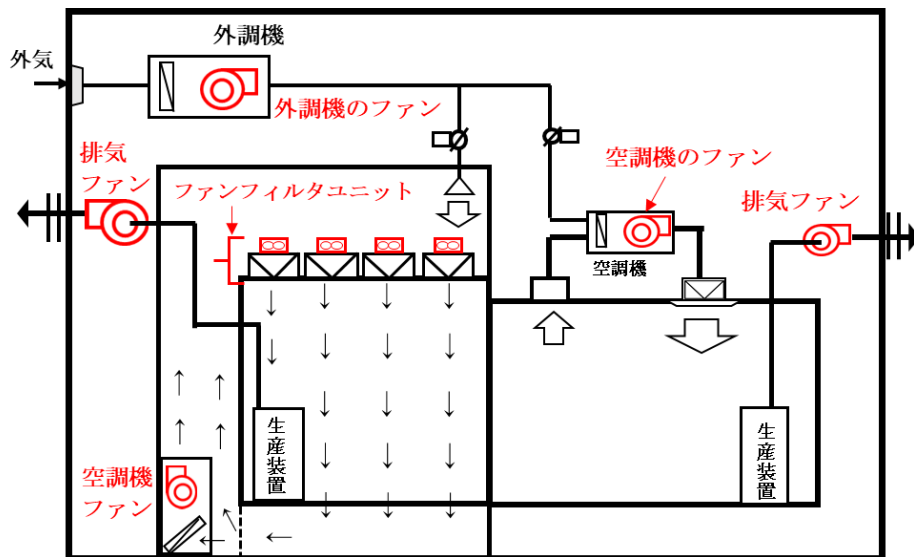 外調機
外気
外調機のファン
排気
ファン
ファンフィルタユニット
空調機のファン
排気ファン
空調機
生産装置
生産装置
空調機
ファン